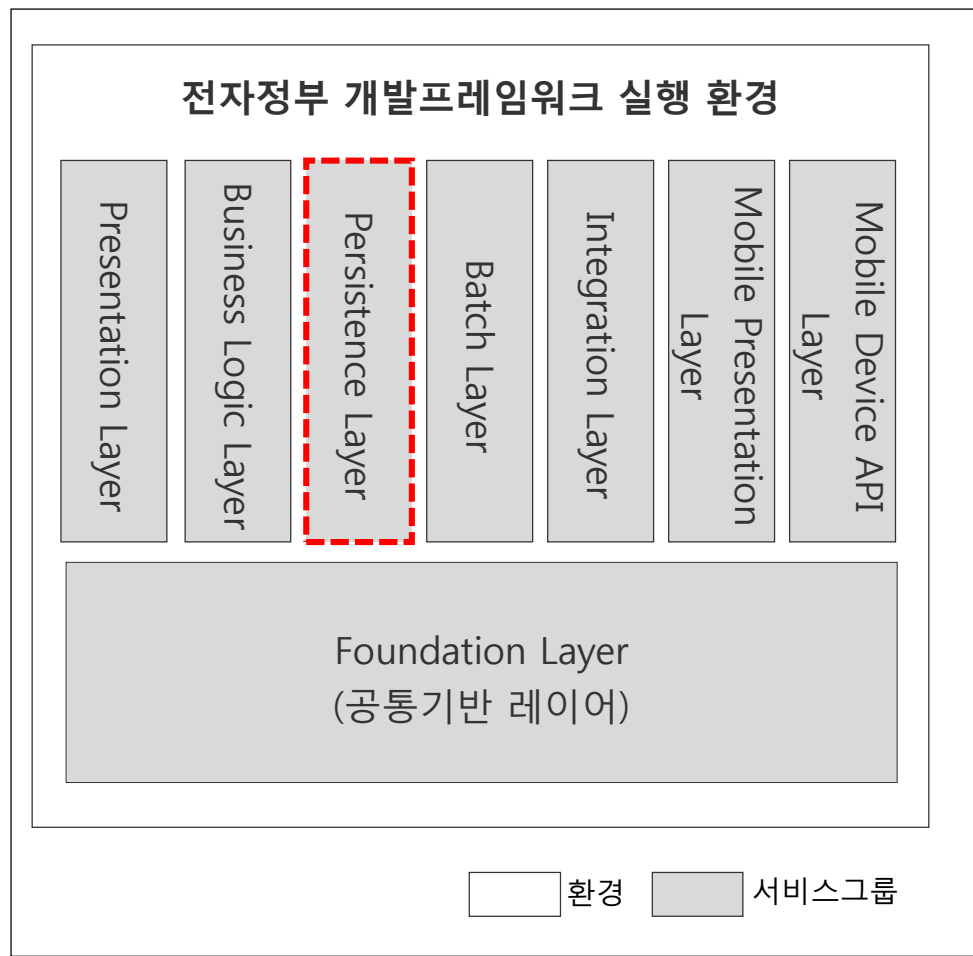 전자정부 개발프레임워크 실행 환경
Presentation Layer
Business Logic Layer
Persistence Layer
Batch Layer
Integration Layer
Mobile Presentation
Layer
Mobile Device API
Layer
Foundation Layer
(공통기반 레이어)
환경
서비스그룹